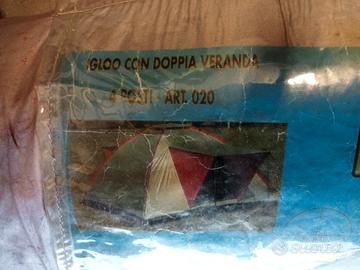 IGLOO CON DOPPIA VERANDA
4 POSTI - ART. 020